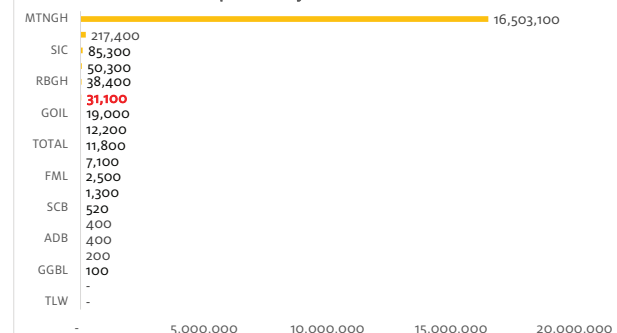 MTNGH 16,503,100
217,400
SIC 85,300
50,300
RBGH 38,400
31,100
GOIL 19,000
12,200
TOTAL 11,800
7,100
FML 2,500
1,300
SCB 520
400
ADB 400
200
GGBL 100
-
TLW -
- 5,000,000 10,000,000 15,000,000 20,000,000